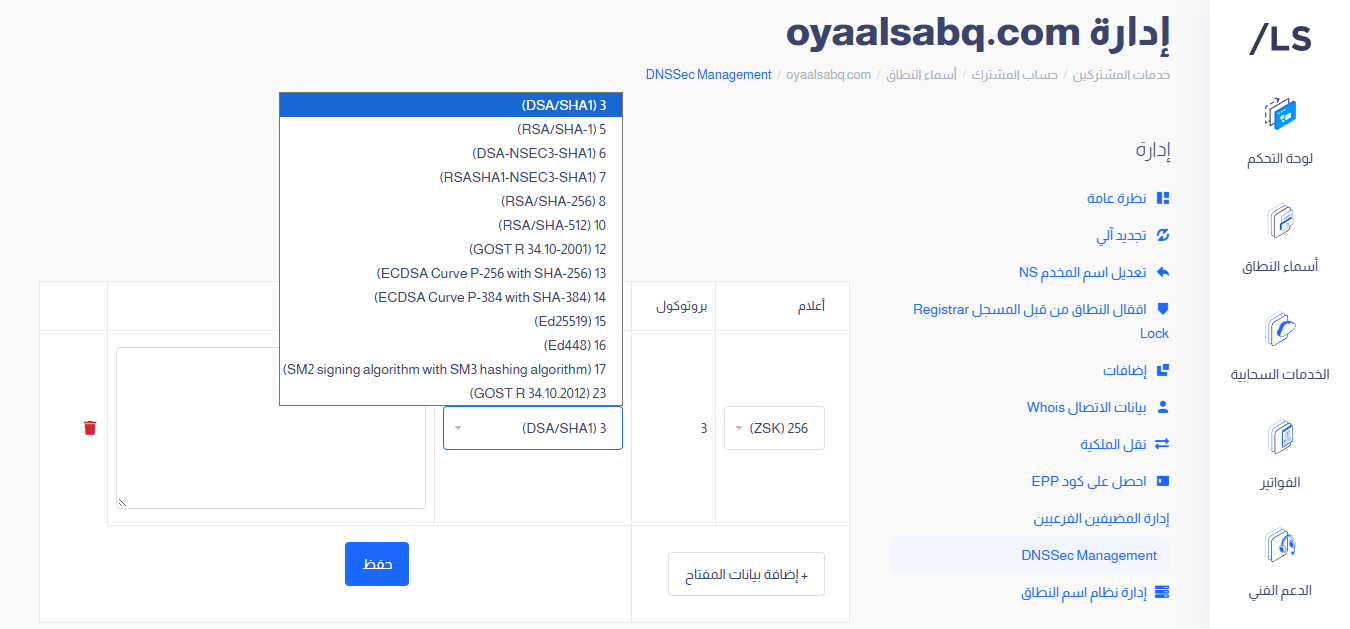 /LS
لوحة التحكم
أسماء النطاق
الخدمات السحابية
الفواتير
الدعم الفني
إدارة oyaalsabq.com
خدمات المشتركين / حساب المشترك / أسماء النطاق / oyaalsabq.com / DNSSec Management
إدارة
نظرة عامة
تجديد آلي
تعديل اسم المخدم NS
اقفال النطاق من قبل المسجل Registrar
Lock
إضافات
بيانات الاتصال Whois
نقل الملكية
احصل على كود EPP
إدارة المضيفين الفرعيين
DNSSec Management
إدارة نظام اسم النطاق
3 (DSA/SHA1)
5 (RSA/SHA-1)
6 (DSA-NSEC3-SHA1)
7 (RSASHA1-NSEC3-SHA1)
8 (RSA/SHA-256)
10 (RSA/SHA-512)
12 (GOST R 34.10-2001)
13 (ECDSA Curve P-256 with SHA-256)
14 (ECDSA Curve P-384 with SHA-384)
15 (Ed25519)
16 (Ed448)
17 (SM2 signing algorithm with SM3 hashing algorithm)
23 (GOST R 34.10.2012)
أعلام
بروتوكول
256 (ZSK)
3
3 (DSA/SHA1)
+ إضافة بيانات المفتاح
حفظ